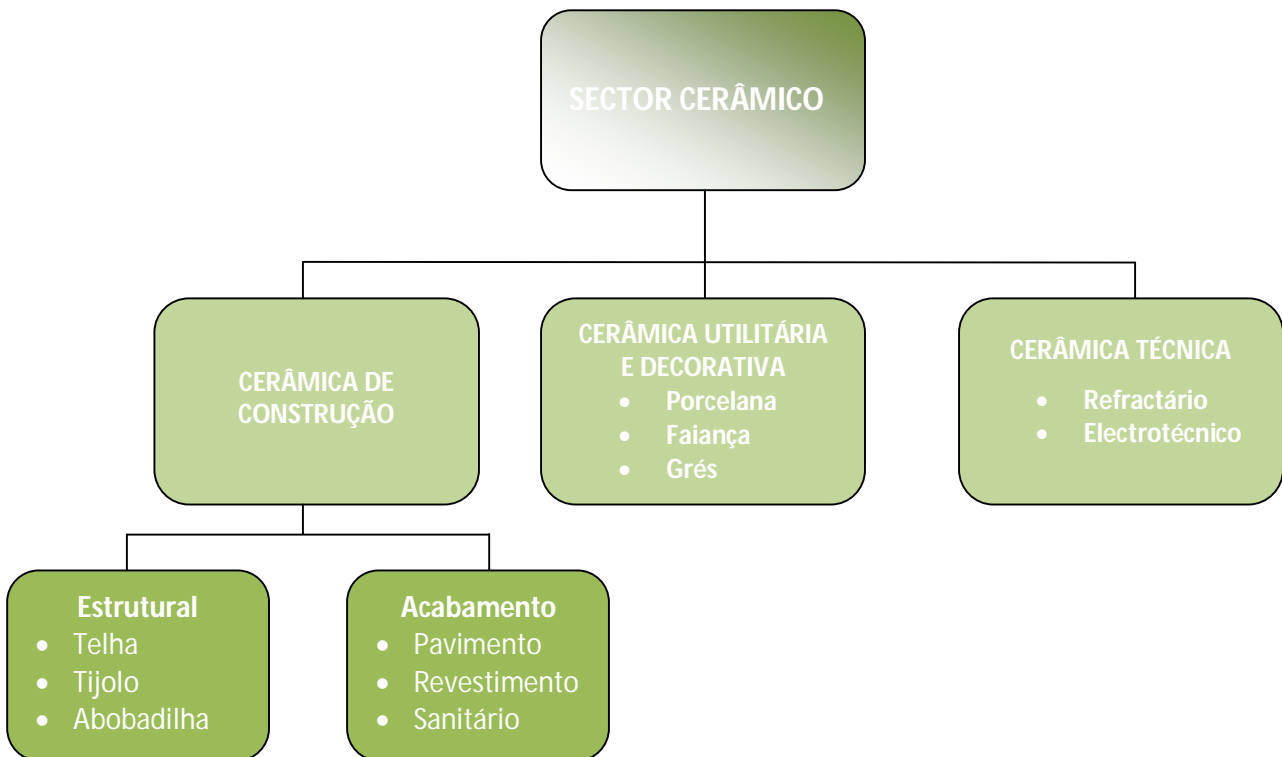 SECTOR CERÂMICO
CERÂMICA DE
CONSTRUÇÃO
CERÂMICA UTILITÁRIA
E DECORATIVA
• Porcelana
• Faiança
• Grés
CERÂMICA TÉCNICA
• Refractário
• Electrotécnico
Estrutural
• Telha
• Tijolo
• Abobadilha
Acabamento
• Pavimento
• Revestimento
• Sanitário